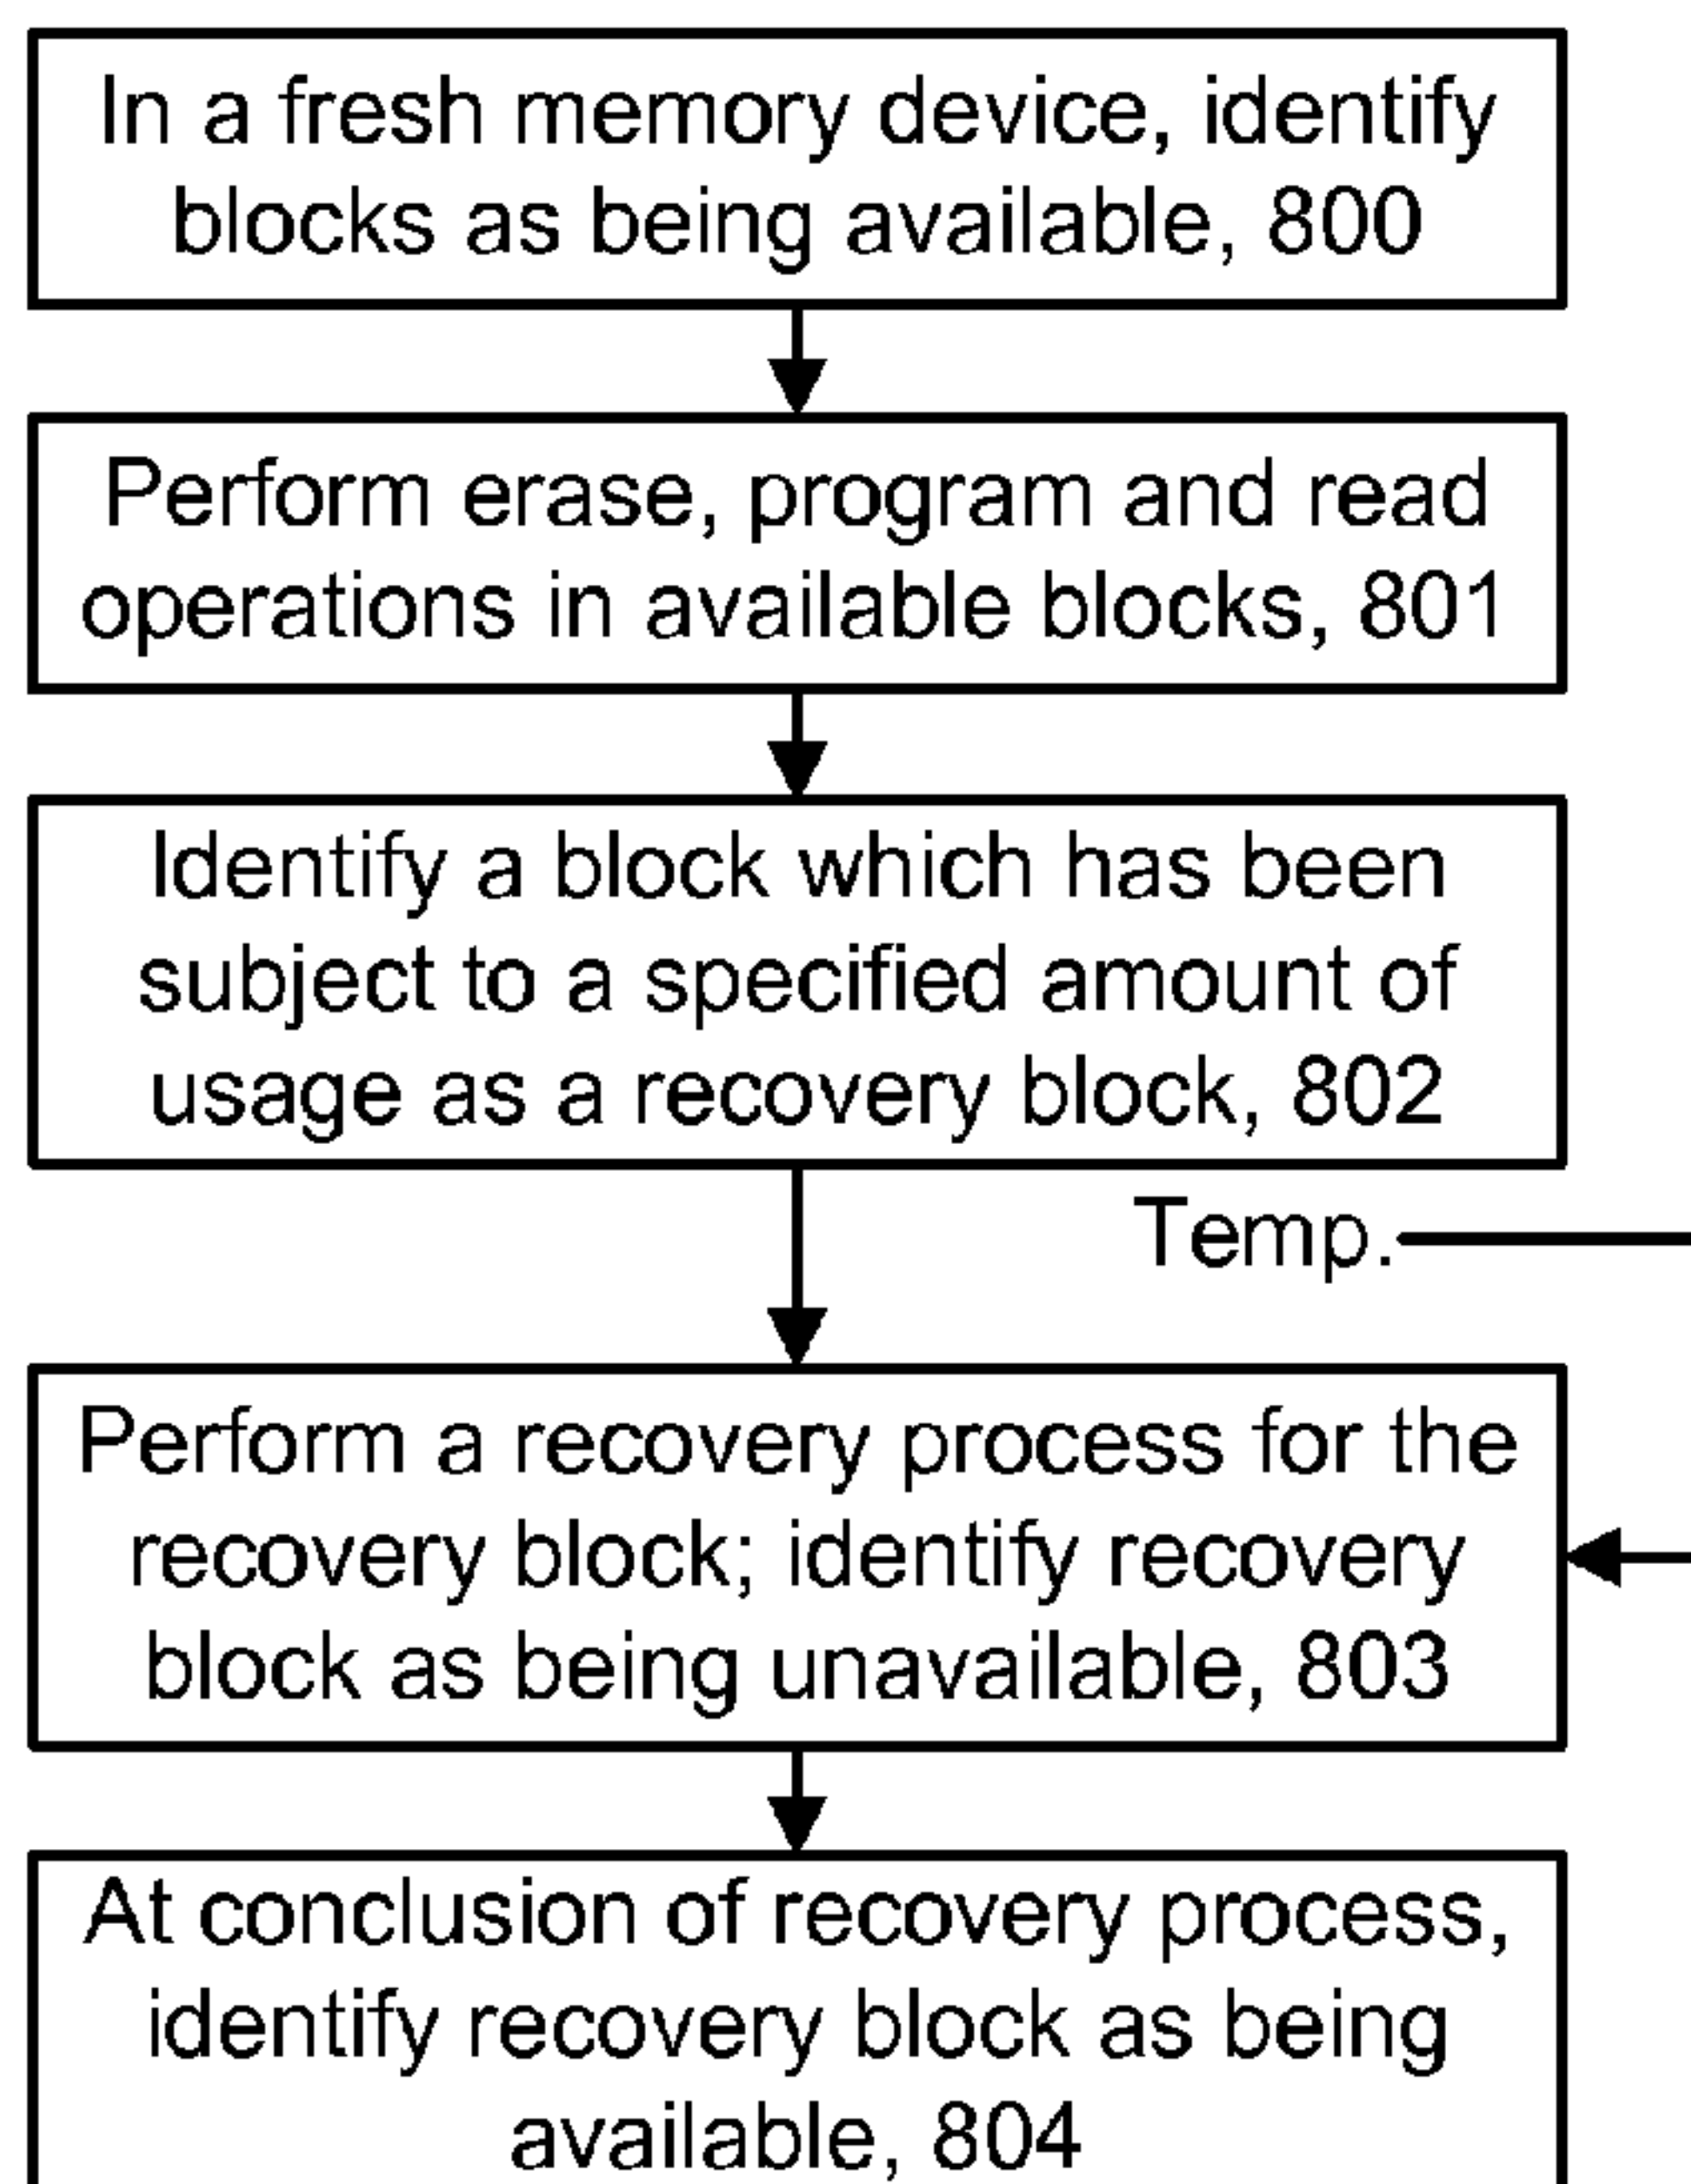 In a fresh memory device, identify
blocks as being available, 800
Perform erase, program and read
operations in available blocks, 801
Identify a block which has been
subject to a specified amount of
usage as a recovery block, 802
Temp.
Perform a recovery process for the
recovery block; identify recovery
block as being unavailable, 803
At conclusion of recovery process,
identify recovery block as being
available, 804